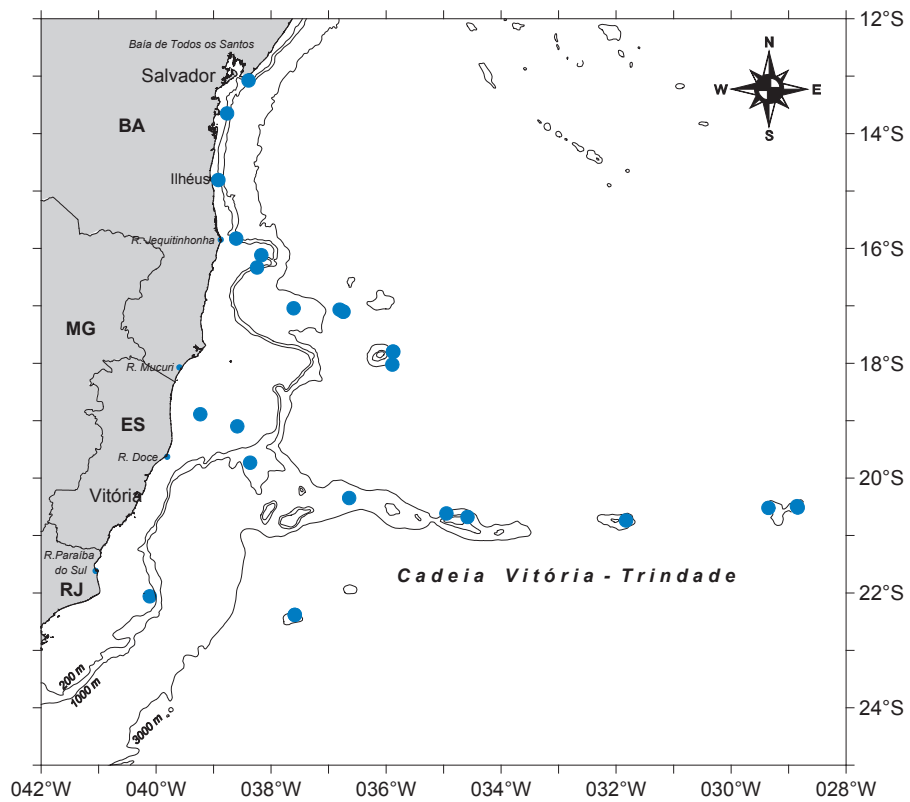 12°S
Baía de Todos os Santos
N
Salvador
W
E
S
BA
14°S
Ilhéus
R. Jequitinhonha
16°S
MG
R. Mucuri
18°S
ES
R. Doce
20°S
Vitória
R.Paraíba
do Sul
RJ
Cadeia Vitória - Trindade
22°S
200 m
1000 m
3000 m
24°S
042°W
040°W
038°W
036°W
034°W
032°W
030°W
028°W